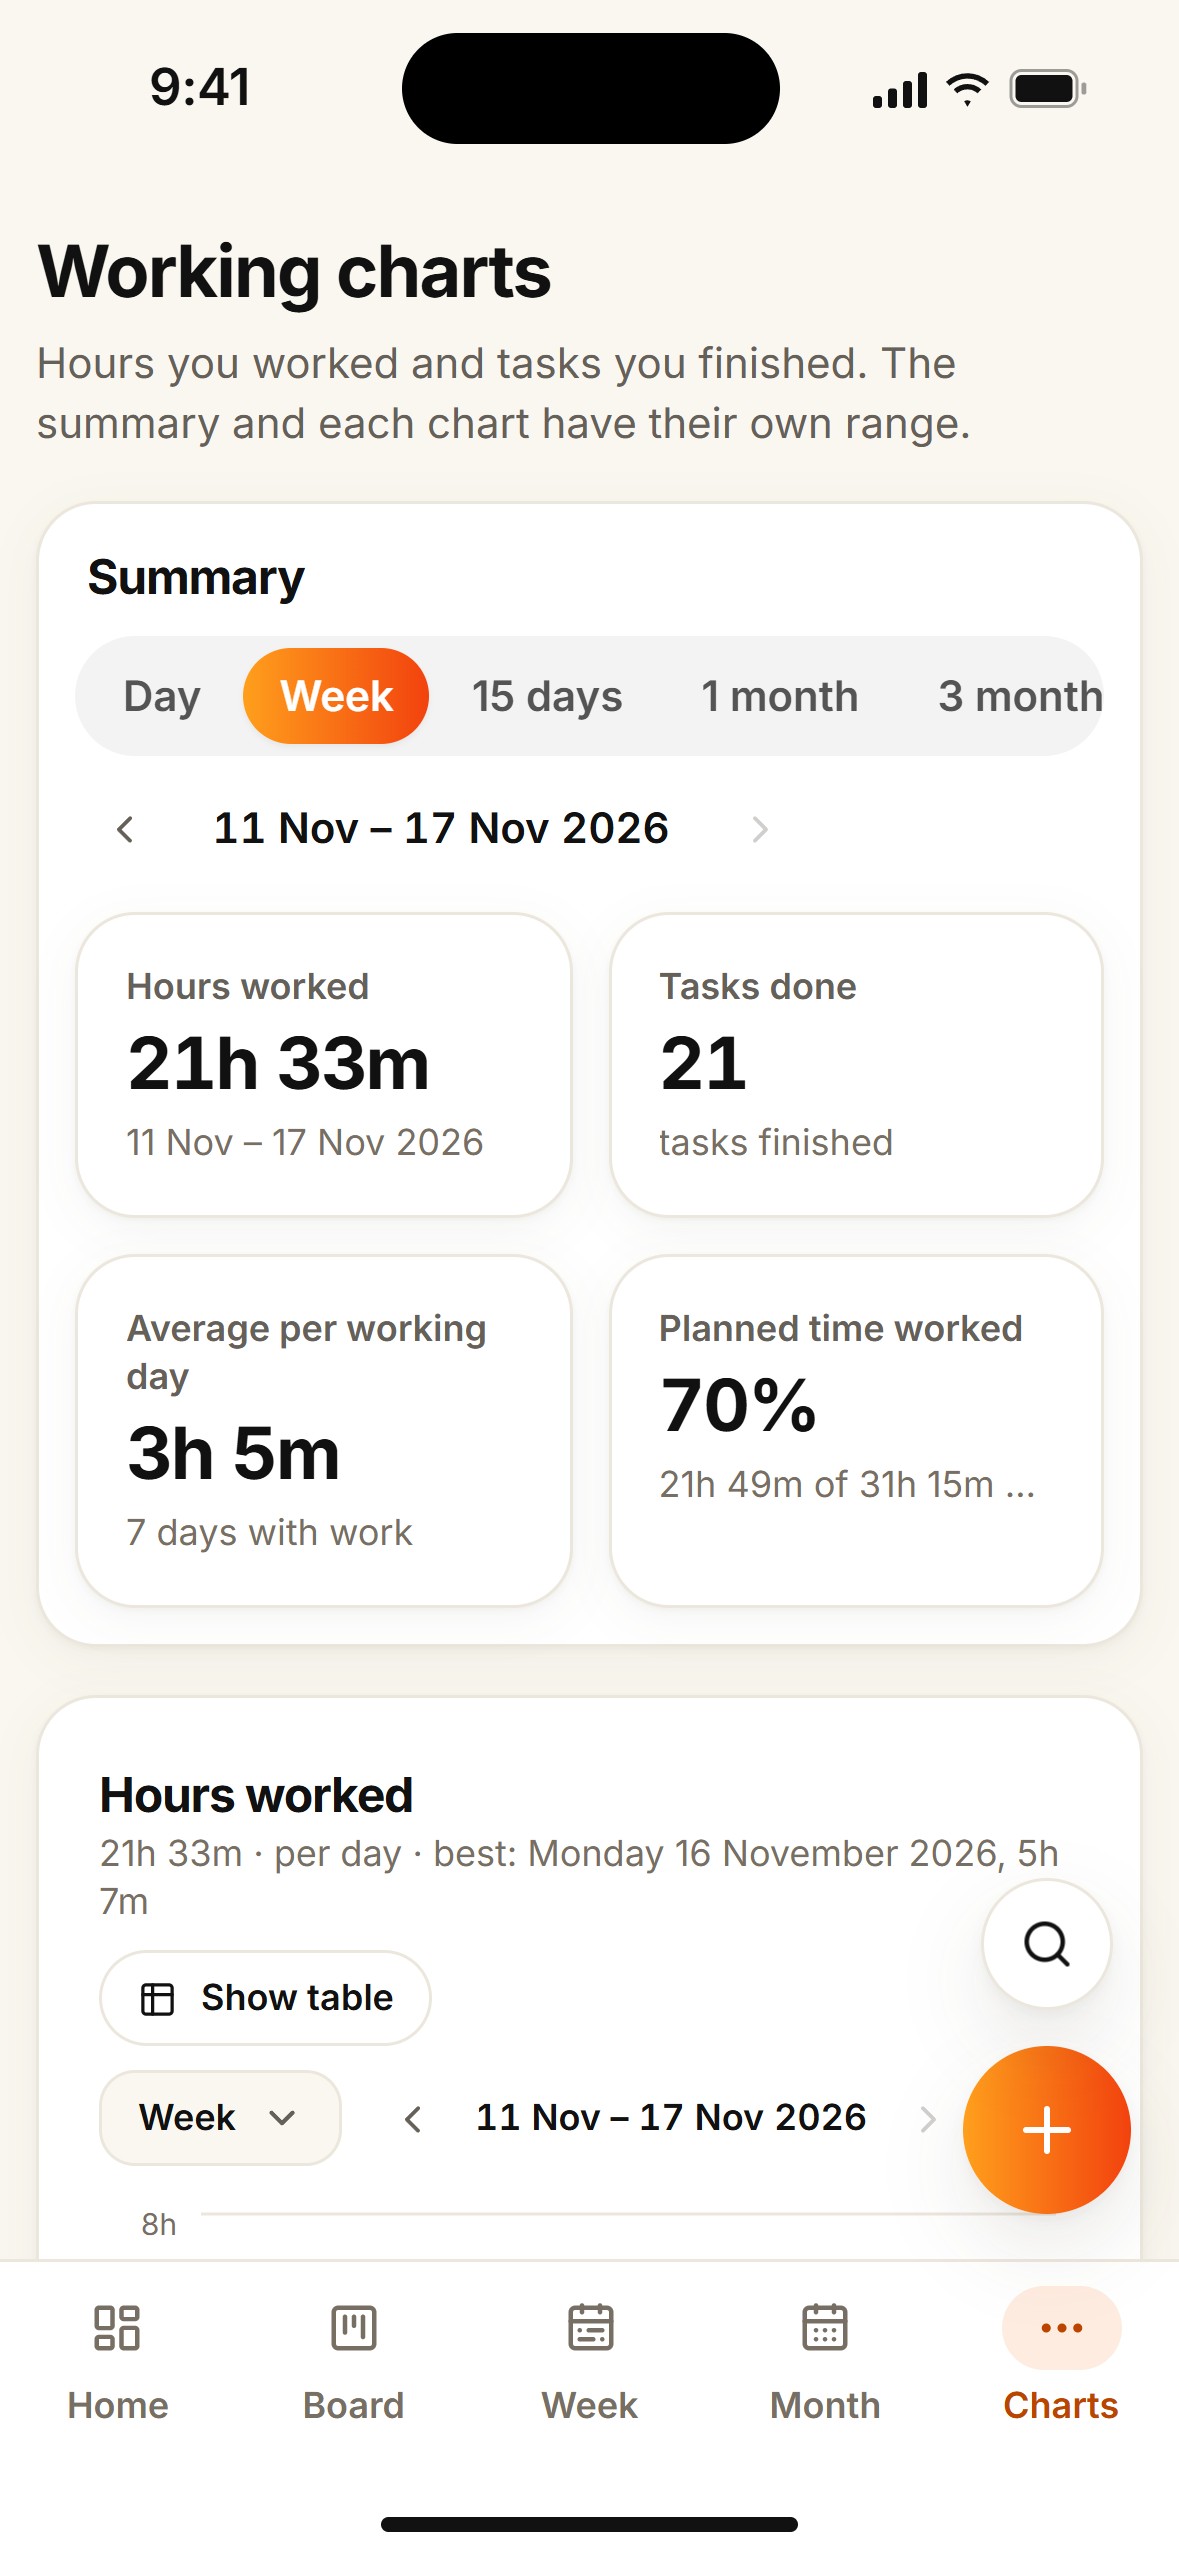 9:41
Working charts
Hours you worked and tasks you finished. The
summary and each chart have their own range.
Summary
Day Week 15 days 1 month 3 month
11 Nov – 17 Nov 2026
Hours worked
21h 33m
11 Nov – 17 Nov 2026
Tasks done
21
tasks finished
Average per working
day
3h 5m
7 days with work
Planned time worked
70%
21h 49m of 31h 15m ...
Hours worked
21h 33m · per day · best: Monday 16 November 2026, 5h
7m
Show table
Week 11 Nov – 17 Nov 2026
8h
Home Board Week Month Charts